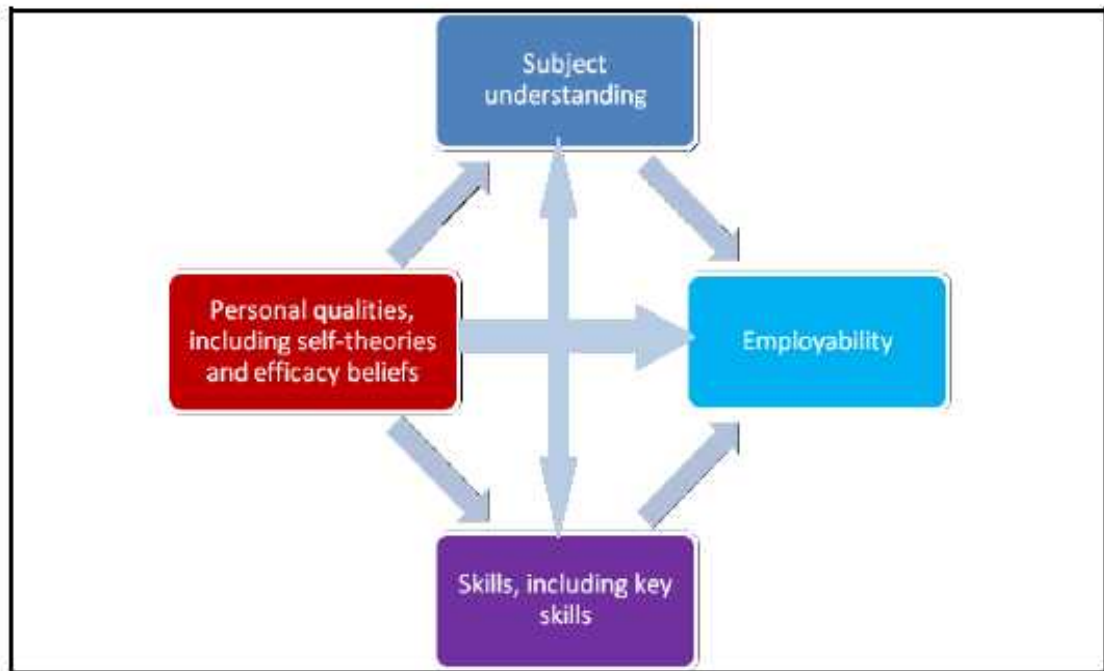 Subject
understanding
Personal qualities,
including self-theories
and efficacy beliefs
Employability
Skills, including key
skills